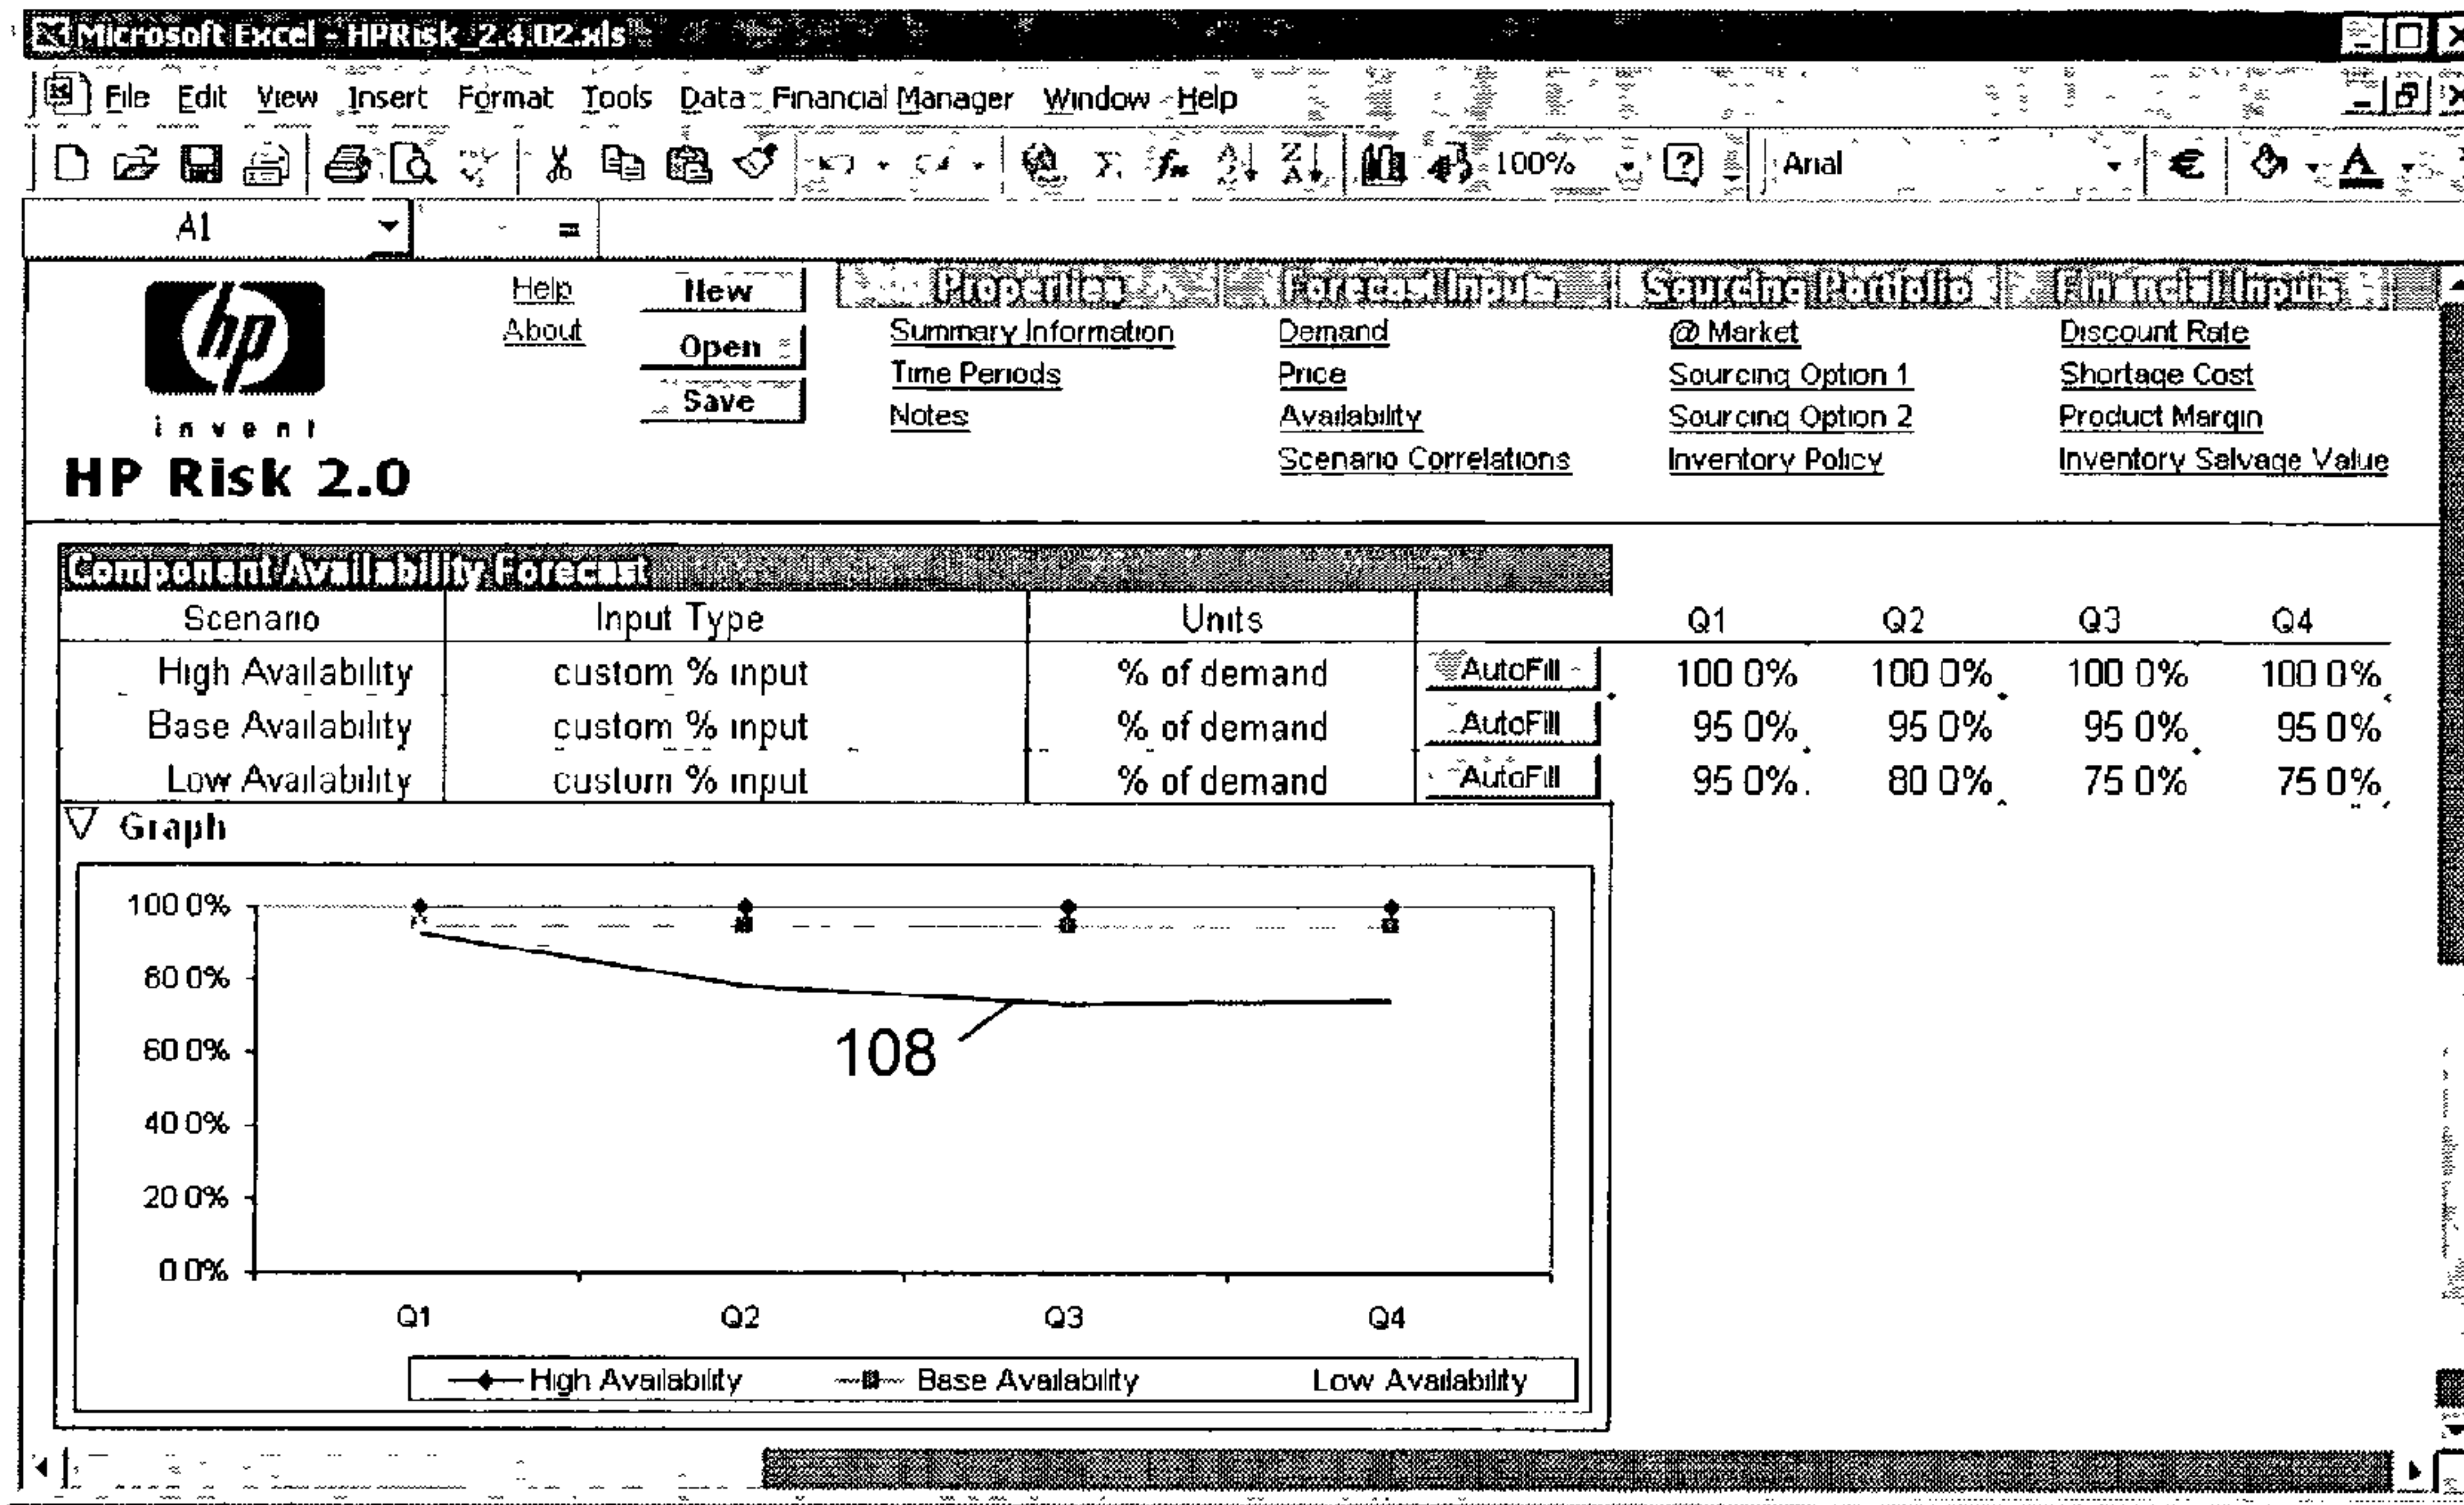 Microsoft Excel - HPRisk_2.4.02.xls
File Edit View Insert Format Tools Data Financial Manager Window Help
100% Arial
A1 =
hp
invent
HP Risk 2.0
Help
About
New
Open
Save
Properties Forecast Inputs Sourcing Portfolio Financial Inputs
Summary Information Demand @ Market Discount Rate
Time Periods Price Sourcing Option 1 Shortage Cost
Notes Availability Sourcing Option 2 Product Margin
Scenario Correlations Inventory Policy Inventory Salvage Value
Component Availability Forecast
Scenario Input Type Units Q1 Q2 Q3 Q4
High Availability custom % input % of demand AutoFill 100 0% 100 0% 100 0% 100 0%
Base Availability custom % input % of demand AutoFill 95 0% 95 0% 95 0% 95 0%
Low Availability custom % input % of demand AutoFill 95 0% 80 0% 75 0% 75 0%
Graph
100 0%
80 0%
60 0%
40 0%
20 0%
0 0%
108
Q1 Q2 Q3 Q4
High Availability Base Availability Low Availability